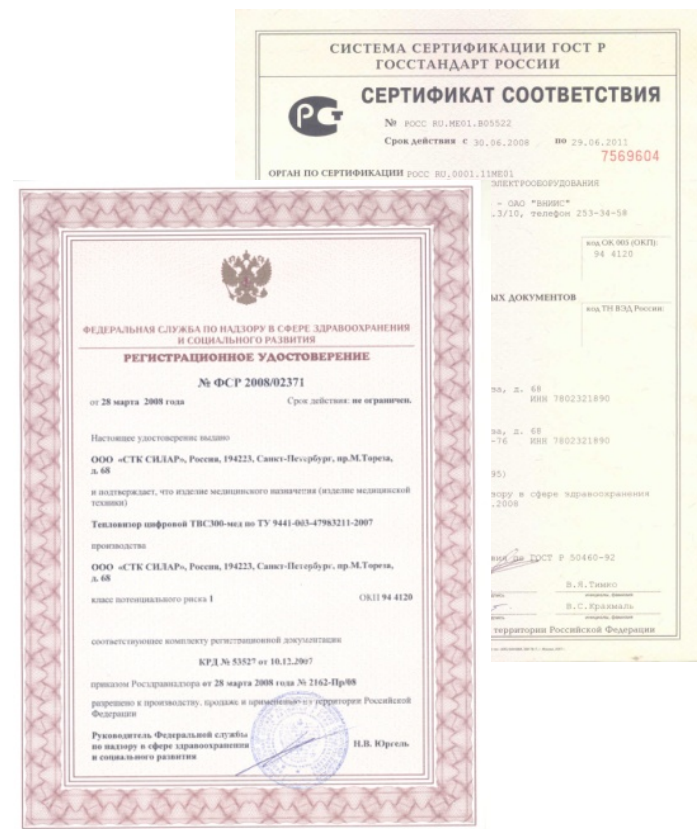 СИСТЕМА СЕРТИФИКАЦИИ ГОСТ Р
ГОССТАНДАРТ РОССИИ
СЕРТИФИКАТ СООТВЕТСТВИЯ
№ РОСС RU.МЕ01.В05522
Срок действия с 30.06.2008 по 29.06.2011
7569604
ОРГАН ПО СЕРТИФИКАЦИИ РОСС RU.0001.11МЕ01
ЭЛЕКТРООБОРУДОВАНИЯ
- ОАО "ВНИИС"
.3/10, телефон 253-34-58
код ОК 005 (ОКП):
94 4120
ЫХ ДОКУМЕНТОВ
код ТН ВЭД России:
за, д. 68
ИНН 7802321890
за, д. 68
-76 ИНН 7802321890
95)
зору в сфере здравоохранения
.2008
ГОСТ Р 50460-92
В.Я.Тимко
В.С.Крахмаль
территории Российской Федерации
ФЕДЕРАЛЬНАЯ СЛУЖБА ПО НАДЗОРУ В СФЕРЕ ЗДРАВООХРАНЕНИЯ
И СОЦИАЛЬНОГО РАЗВИТИЯ
РЕГИСТРАЦИОННОЕ УДОСТОВЕРЕНИЕ
№ ФСР 2008/02371
от 28 марта 2008 года Срок действия: не ограничен.
Настоящее удостоверение выдано
ООО «СТК СИЛАР», Россия, 194223, Санкт-Петербург, пр.М.Тореза,
д. 68
и подтверждает, что изделие медицинского назначения (изделие медицинской
техники)
Тепловизор цифровой ТВС300-мед по ТУ 9441-003-47983211-2007
производства
ООО «СТК СИЛАР», Россия, 194223, Санкт-Петербург, пр.М.Тореза,
д. 68
класс потенциального риска 1 ОКП 94 4120
соответствующее комплекту регистрационной документации
КРД № 53527 от 10.12.2007
приказом Росздравнадзора от 28 марта 2008 года № 2162-Пр/08
разрешено к производству, продаже и применению на территории Российской
Федерации
Руководитель Федеральной службы
по надзору в сфере здравоохранения
и социального развития
Н.В. Юргель